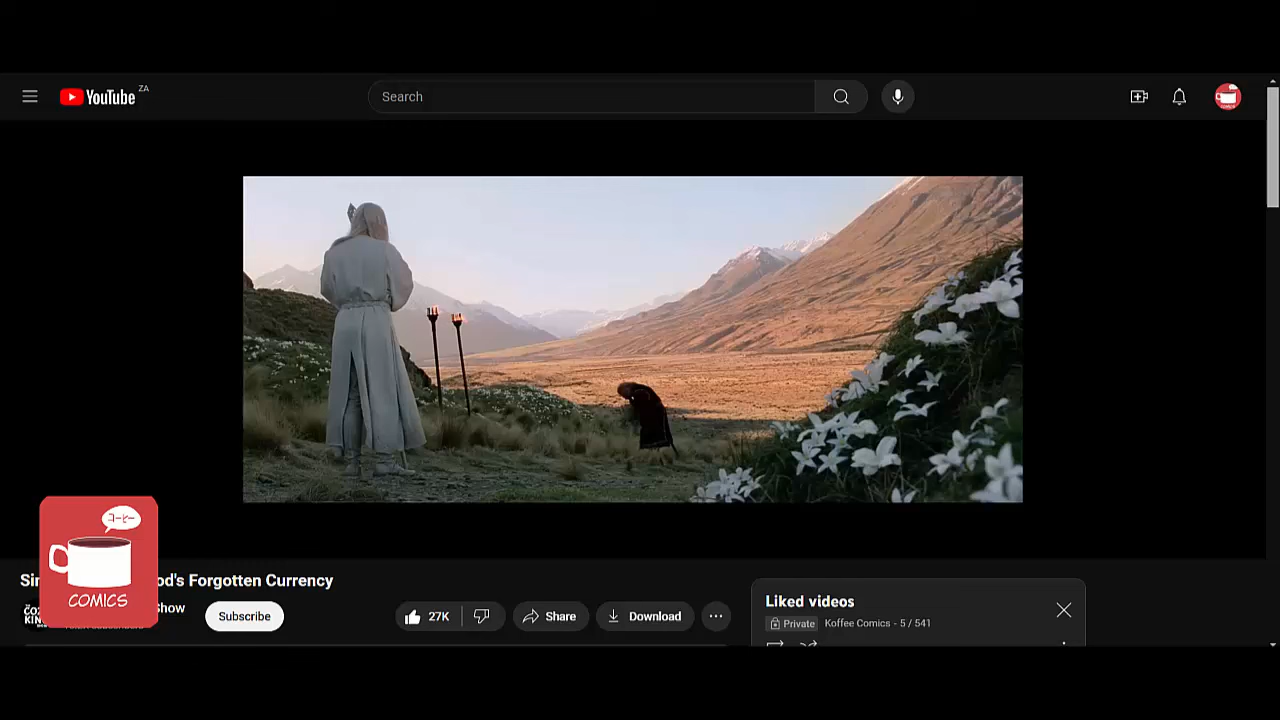 YouTube ZA
Search
コーヒー
COMICS
od's Forgotten Currency
Show
Subscribe
27K
Share
Download
Liked videos
Private Koffee Comics - 5 / 541